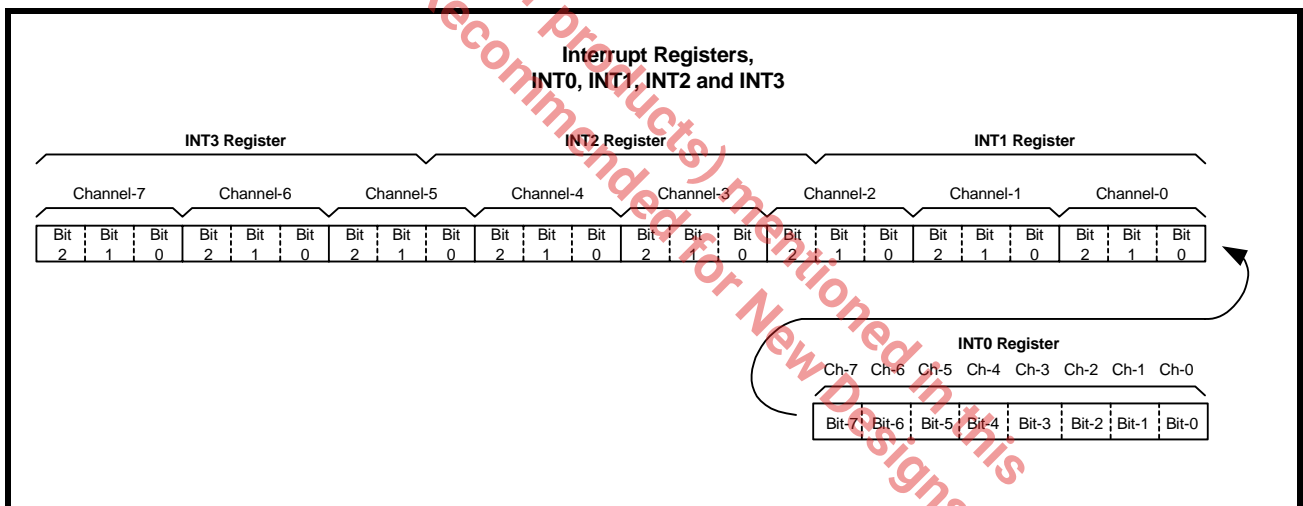 Interrupt Registers,
INT0, INT1, INT2 and INT3
INT3 Register INT2 Register INT1 Register
Channel-7 Channel-6 Channel-5 Channel-4 Channel-3 Channel-2 Channel-1 Channel-0
Bit Bit Bit Bit Bit Bit Bit Bit Bit Bit Bit Bit Bit Bit Bit Bit Bit Bit Bit Bit Bit Bit Bit Bit
2 1 0 2 1 0 2 1 0 2 1 0 2 1 0 2 1 0 2 1 0 2 1 0
INT0 Register
Ch-7 Ch-6 Ch-5 Ch-4 Ch-3 Ch-2 Ch-1 Ch-0
Bit-7 Bit-6 Bit-5 Bit-4 Bit-3 Bit-2 Bit-1 Bit-0
products) mentioned in this
Recommended for New Designs